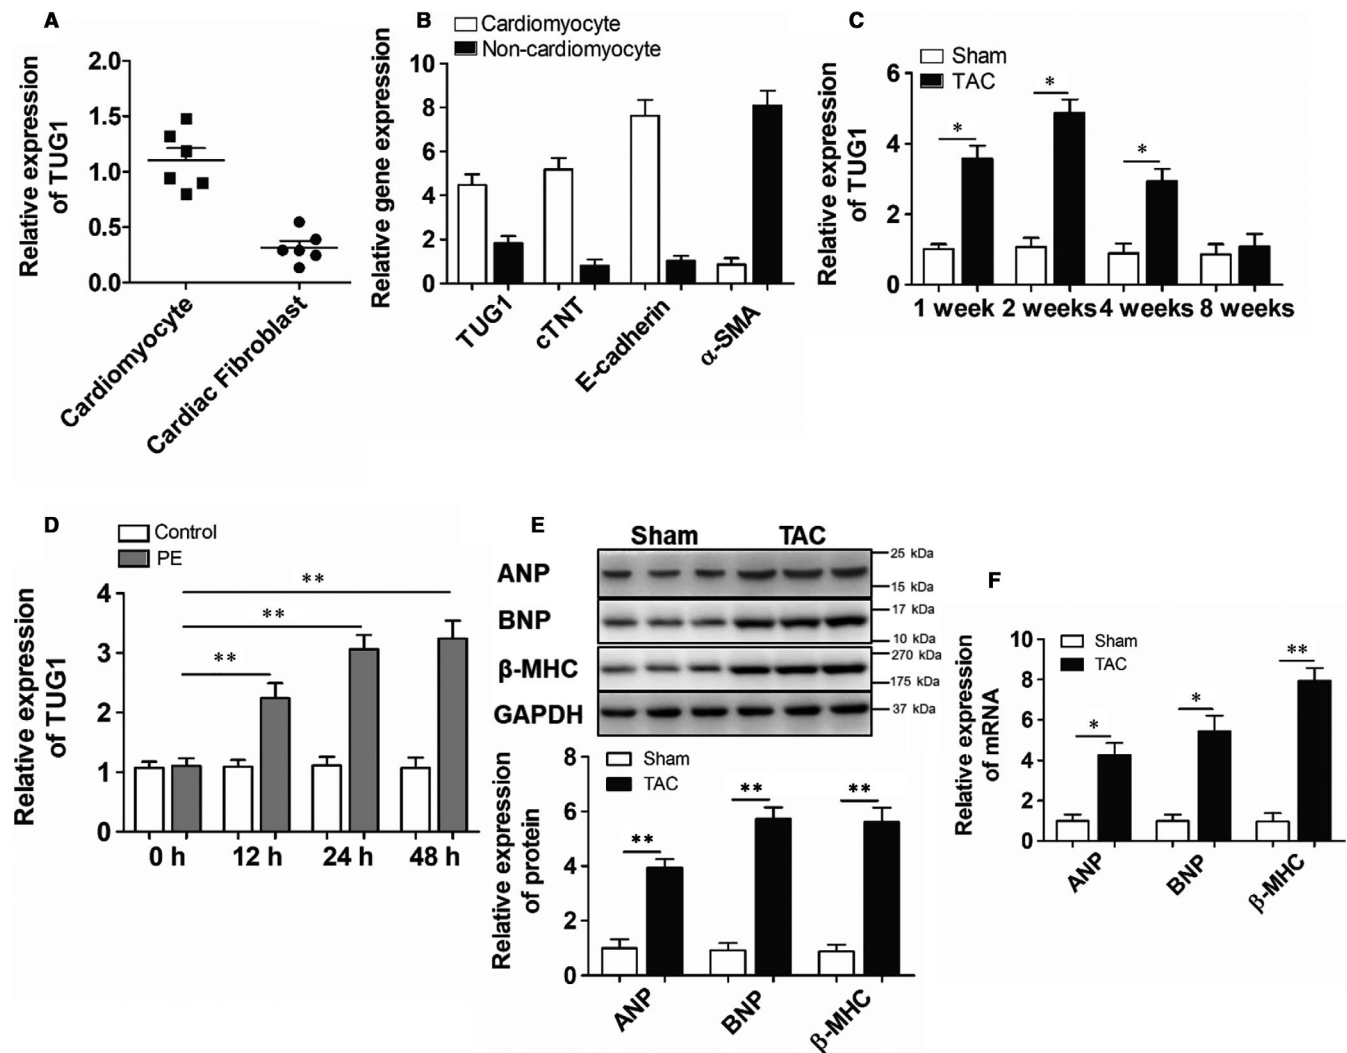 A
Relative expression
of TUG1
2.0
1.5
1.0
0.5
0.0
Cardiomyocyte
Cardiac Fibroblast
B
Cardiomyocyte
Non-cardiomyocyte
Relative gene expression
10
8
6
4
2
0
TUG1
cTNT
E-cadherin
α-SMA
C
Sham
TAC
Relative expression
of TUG1
6
4
2
0
*
*
*
1 week 2 weeks 4 weeks 8 weeks
D
Control
PE
Relative expression
of TUG1
4
3
2
1
0
**
**
**
0 h 12 h 24 h 48 h
E
Sham TAC
ANP
25 kDa
15 kDa
BNP
17 kDa
10 kDa
β-MHC
270 kDa
175 kDa
GAPDH
37 kDa
Sham
TAC
Relative expression
of protein
8
6
4
2
0
**
**
**
ANP
BNP
β-MHC
F
Sham
TAC
Relative expression
of mRNA
10
8
6
4
2
0
*
*
**
ANP
BNP
β-MHC